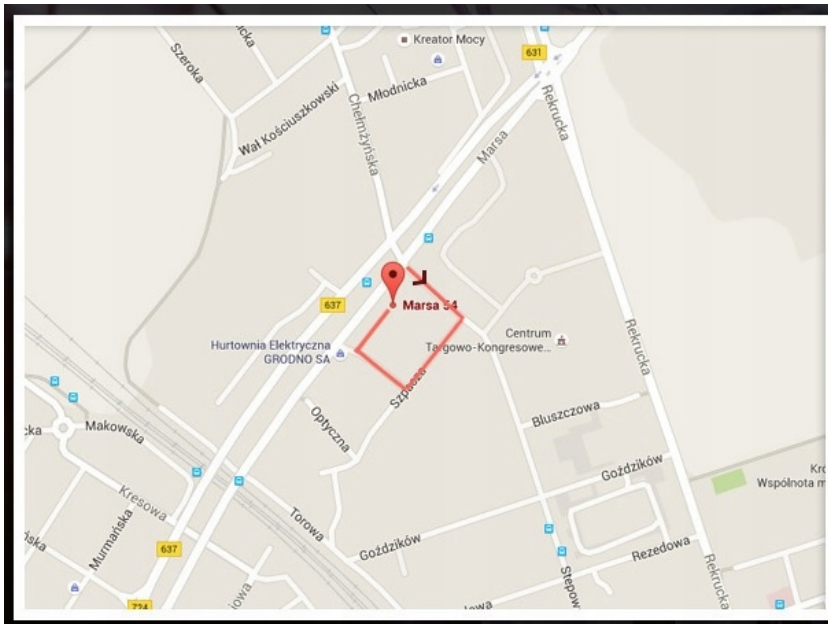 Kreator Mocy
631
Szeroka
Młodnicka
Rekrucka
Wał Kościuszkowski
Chełmżyńska
Marsa
637
Marsa 54
Hurtownia Elektryczna
GRODNO SA
Centrum
Targowo-Kongresowe...
Rekrucka
Szpacza
Optyczna
Bluszczowa
Makowska
Goździków
Kresowa
Wspólnota m
Torowa
Murmańska
637
Goździków
Rezedowa
Rekrucka
Stepow
724